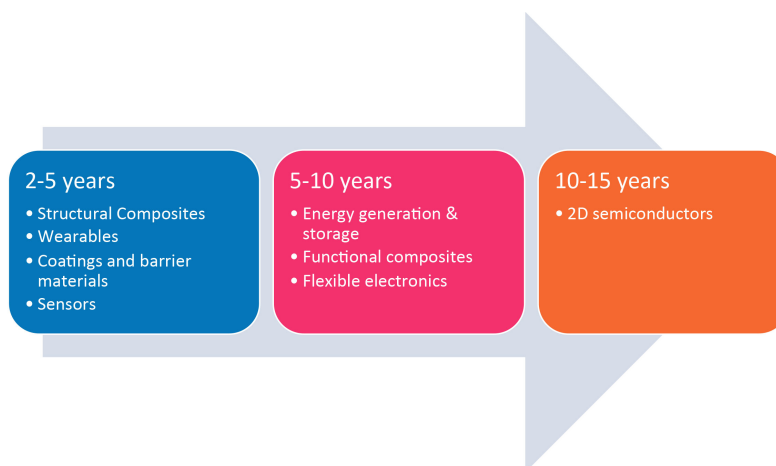 2-5 years
• Structural Composites
• Wearables
• Coatings and barrier
materials
• Sensors
5-10 years
• Energy generation &
storage
• Functional composites
• Flexible electronics
10-15 years
• 2D semiconductors